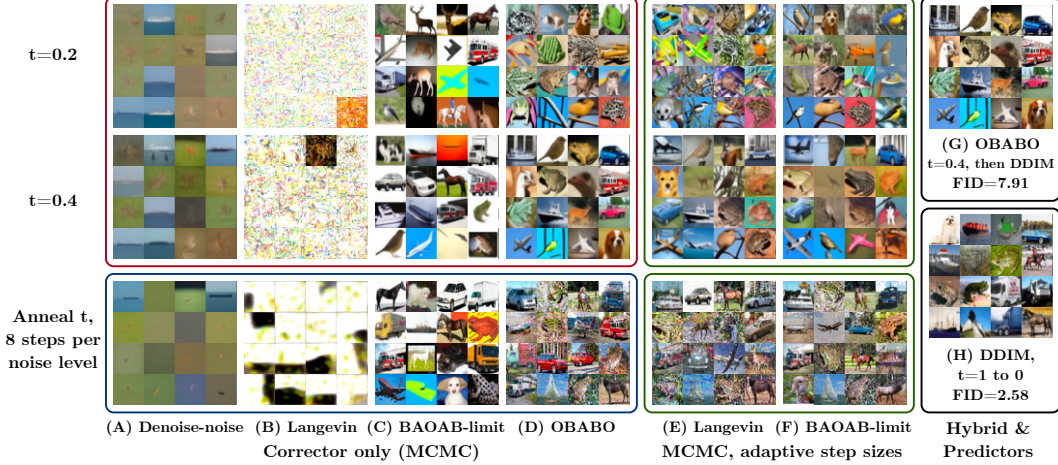 t=0.2
t=0.4
Anneal t,
8 steps per
noise level
(A) Denoise-noise
(B) Langevin
(C) BAOAB-limit
(D) OBABO
Corrector only (MCMC)
(E) Langevin
(F) BAOAB-limit
MCMC, adaptive step sizes
(G) OBABO
t=0.4, then DDIM
FID=7.91
(H) DDIM,
t=1 to 0
FID=2.58
Hybrid &
Predictors